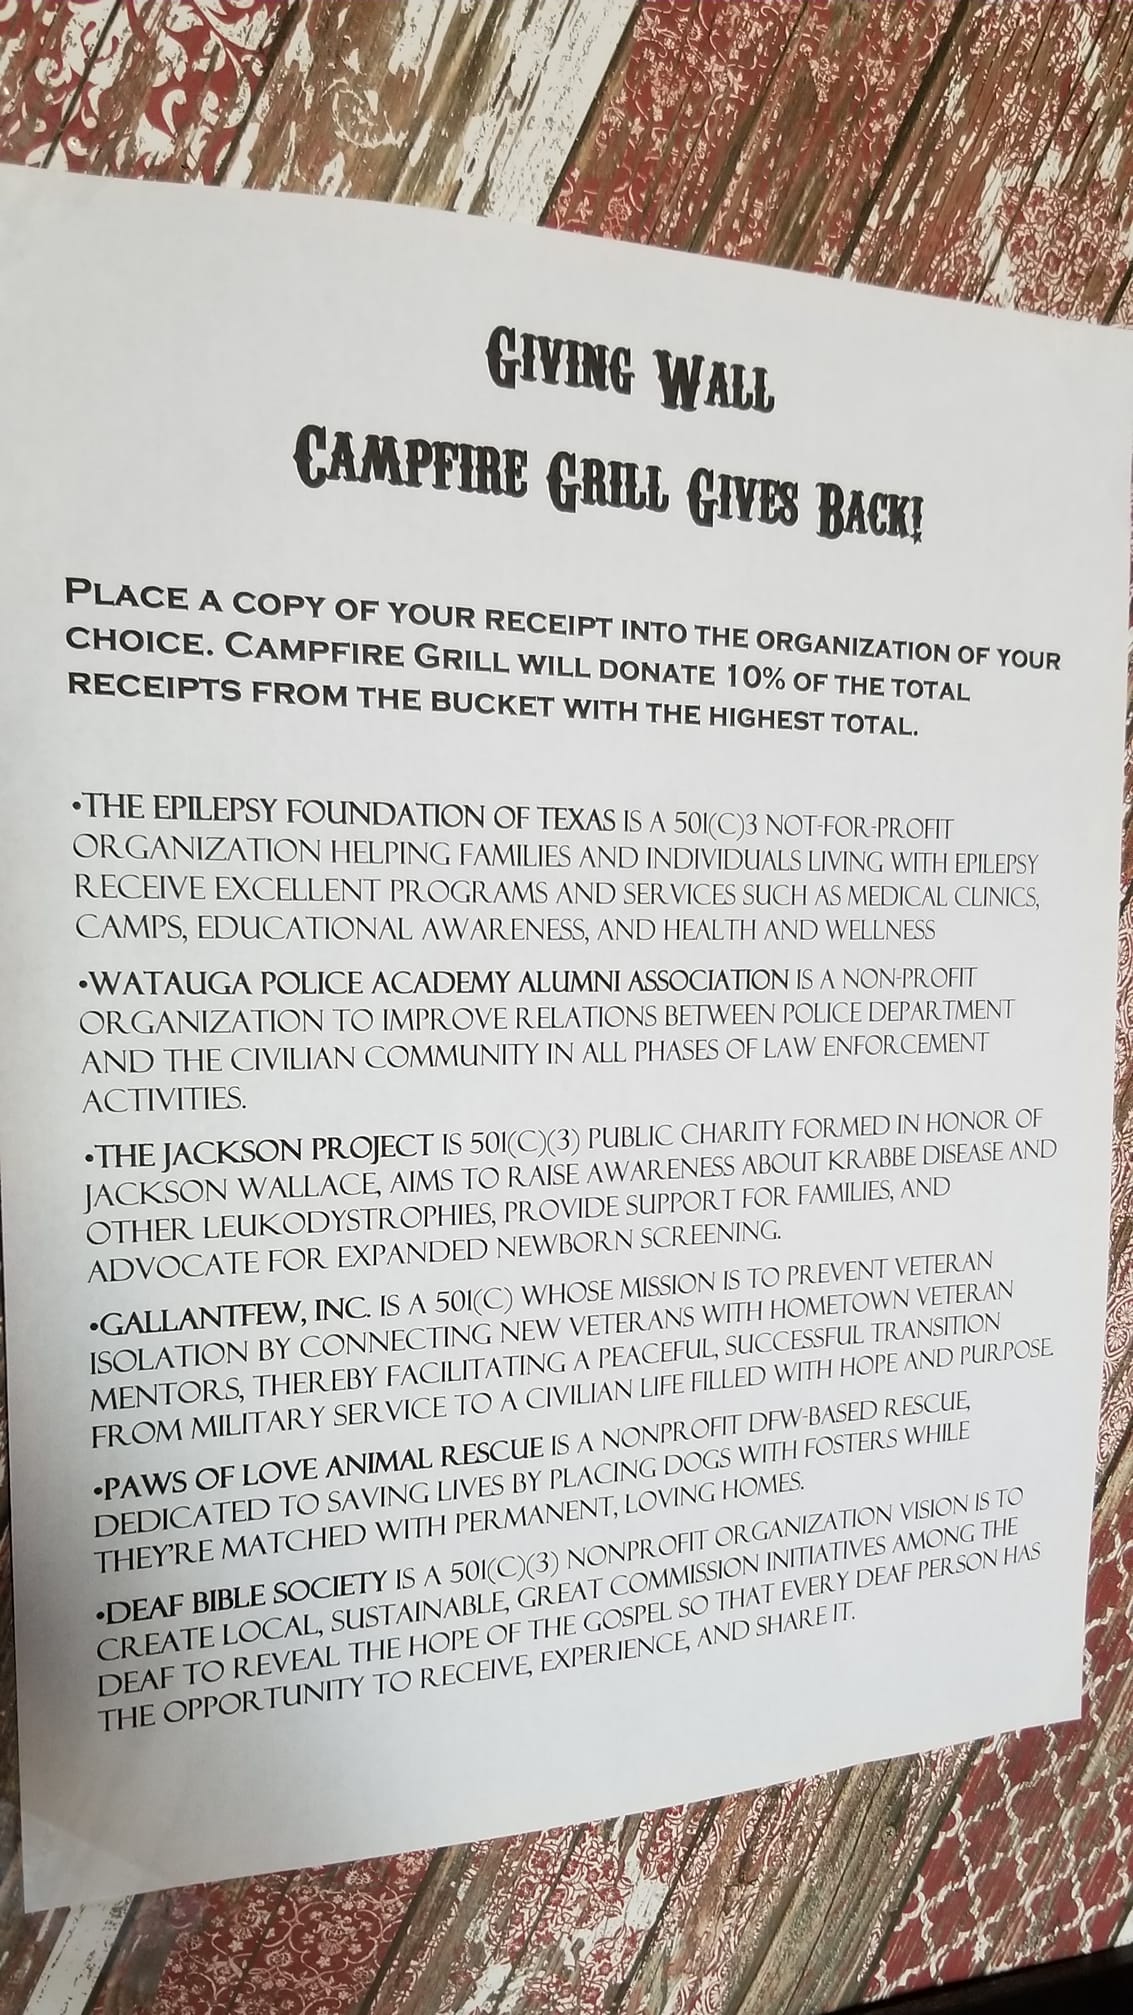 Giving Wall
Campfire Grill Gives Back!
Place a copy of your receipt into the organization of your
choice. Campfire Grill will donate 10% of the total
receipts from the bucket with the highest total.
•The Epilepsy Foundation of Texas is a 501(c)3 not-for-profit
organization helping families and individuals living with epilepsy
receive excellent programs and services such as medical clinics,
camps, educational awareness, and health and wellness
•Watauga Police Academy Alumni Association is a non-profit
organization to improve relations between police department
and the civilian community in all phases of law enforcement
activities.
•The Jackson Project is 501(c)(3) public charity formed in honor of
Jackson Wallace, aims to raise awareness about Krabbe Disease and
other Leukodystrophies, provide support for families, and
advocate for expanded newborn screening.
•GallantFew, Inc. is a 501(c) whose mission is to prevent veteran
isolation by connecting new veterans with hometown veteran
mentors, thereby facilitating a peaceful, successful transition
from military service to a civilian life filled with hope and purpose.
•Paws of Love Animal Rescue is a nonprofit DFW-based rescue,
dedicated to saving lives by placing dogs with fosters while
they're matched with permanent, loving homes.
•Deaf Bible Society is a 501(c)(3) nonprofit organization vision is to
create local, sustainable, Great Commission initiatives among the
Deaf to reveal the hope of the Gospel so that every Deaf person has
the opportunity to receive, experience, and share it.